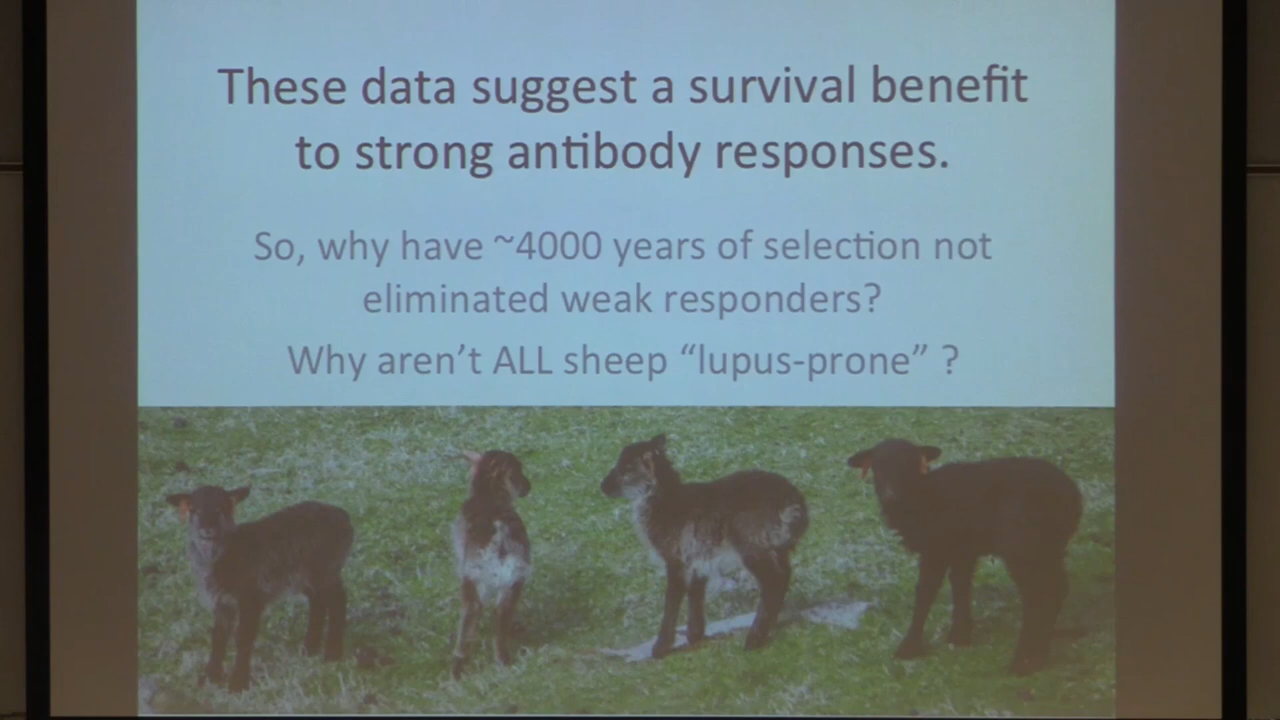 These data suggest a survival benefit
to strong antibody responses.
So, why have ~4000 years of selection not
eliminated weak responders?
Why aren’t ALL sheep “lupus-prone” ?